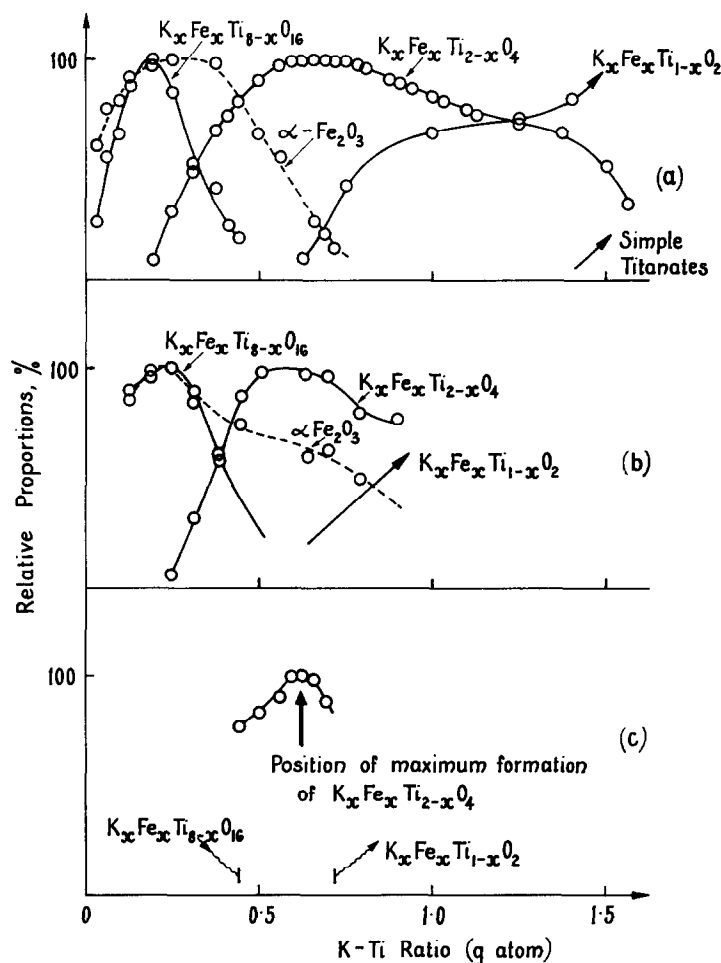 100
KxFexTi8-xO16
KxFexTi2-xO4
KxFexTi1-xO2
α-Fe2O3
(a)
Simple
Titanates
100
KxFexTi8-xO16
KxFexTi2-xO4
αFe2O3
KxFexTi1-xO2
(b)
Relative Proportions, %
100
(c)
Position of maximum formation
of KxFexTi2-xO4
KxFexTi8-xO16
KxFexTi1-xO2
0
0·5
1·0
1·5
K-Ti Ratio (q atom)